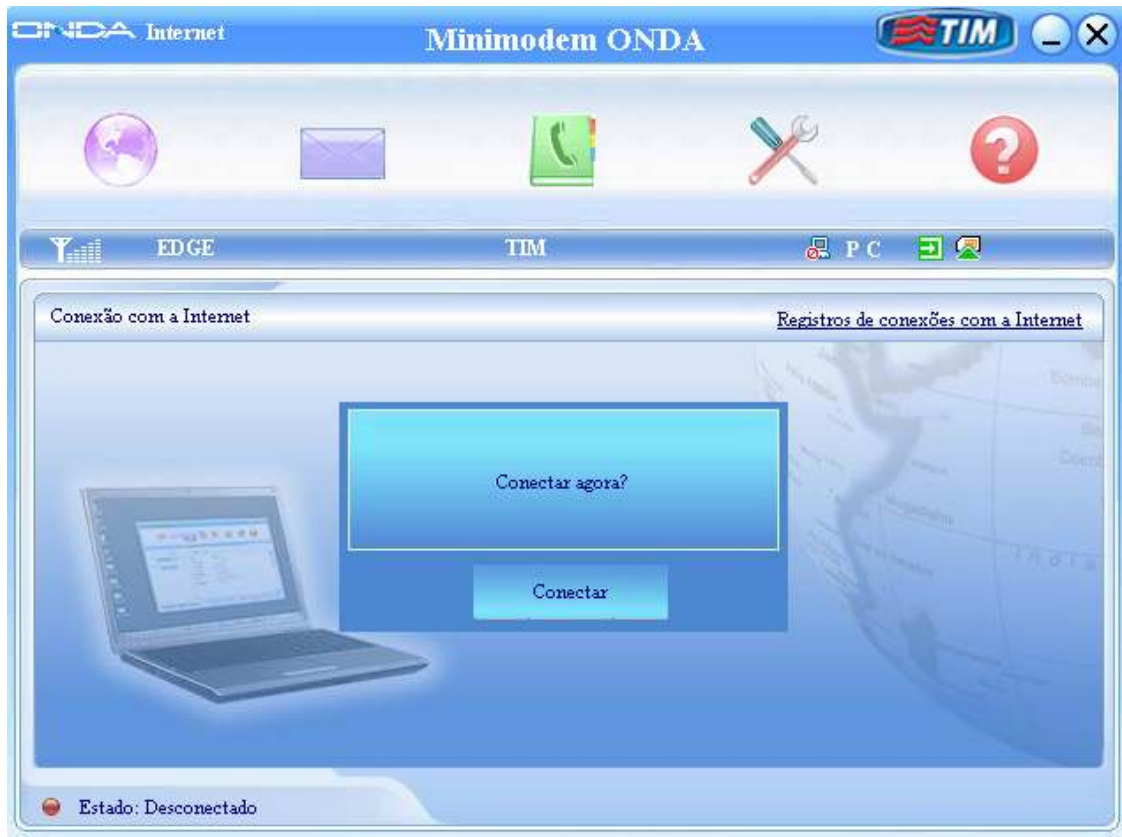 ONDA Internet
Minimodem ONDA
TIM
EDGE
TIM
P C
Conexão com a Internet
Registros de conexões com a Internet
Conectar agora?
Conectar
Estado: Desconectado